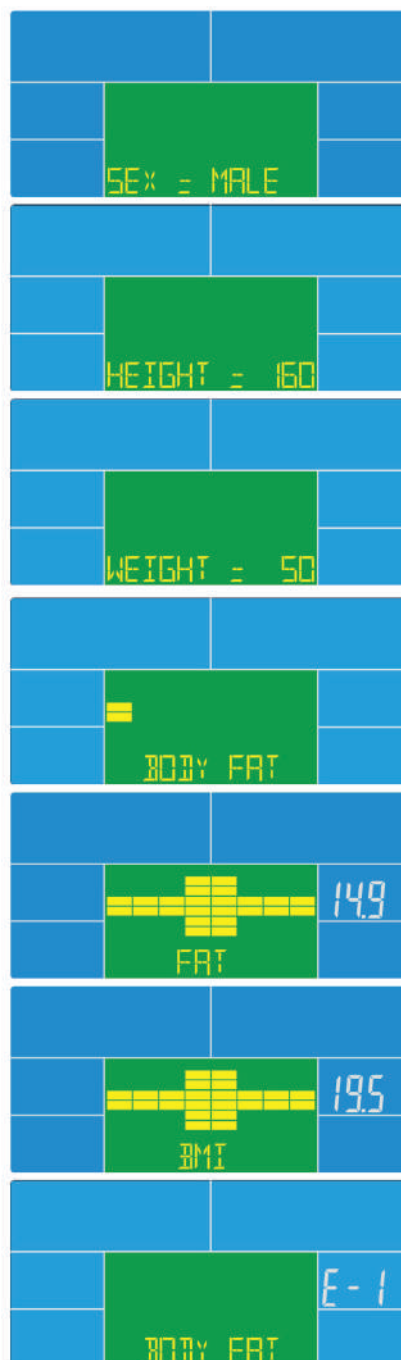 SEX = MALE
HEIGHT = 160
WEIGHT = 50
BODY FAT
14.9
FAT
19.5
BMI
E-1
BODY FAT